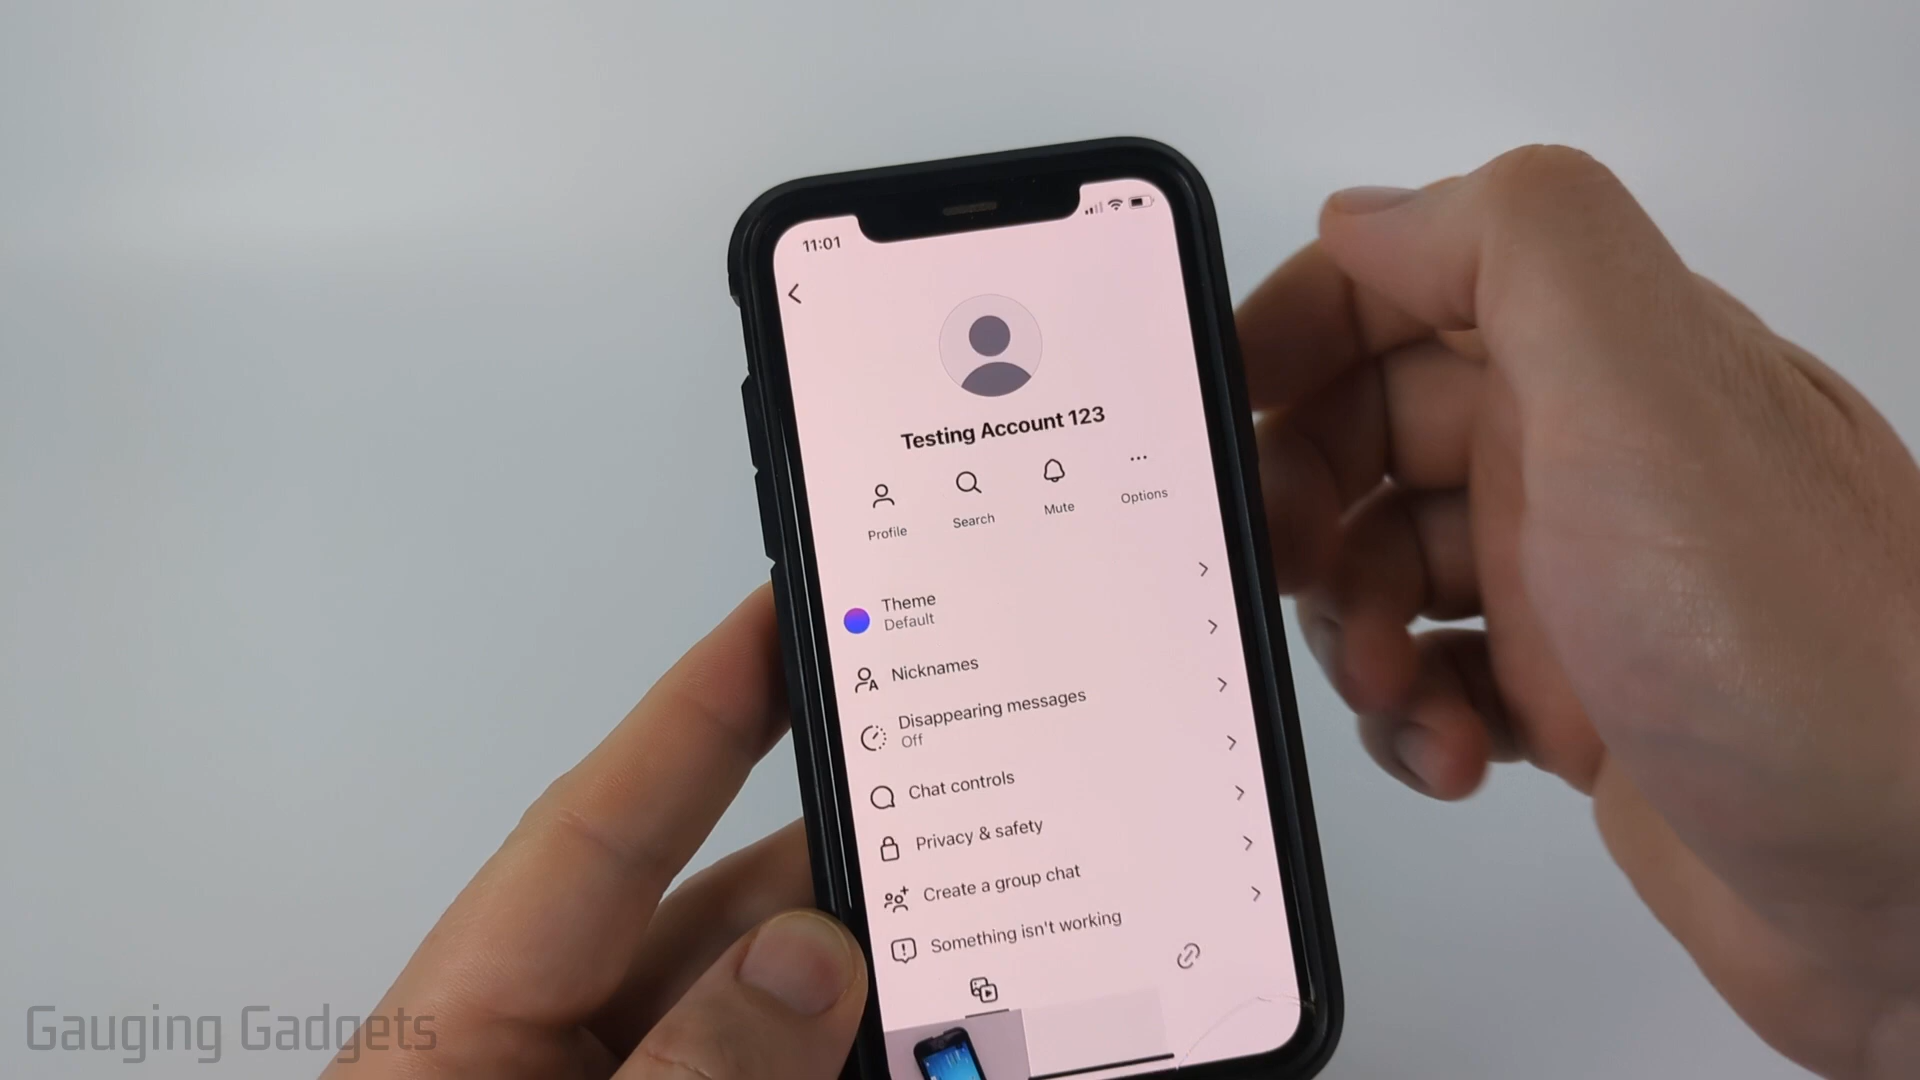 11:01
Testing Account 123
Profile
Search
Mute
Options
Theme
Default
Nicknames
Disappearing messages
Off
Chat controls
Privacy & safety
Create a group chat
Something isn't working
Gauging Gadgets